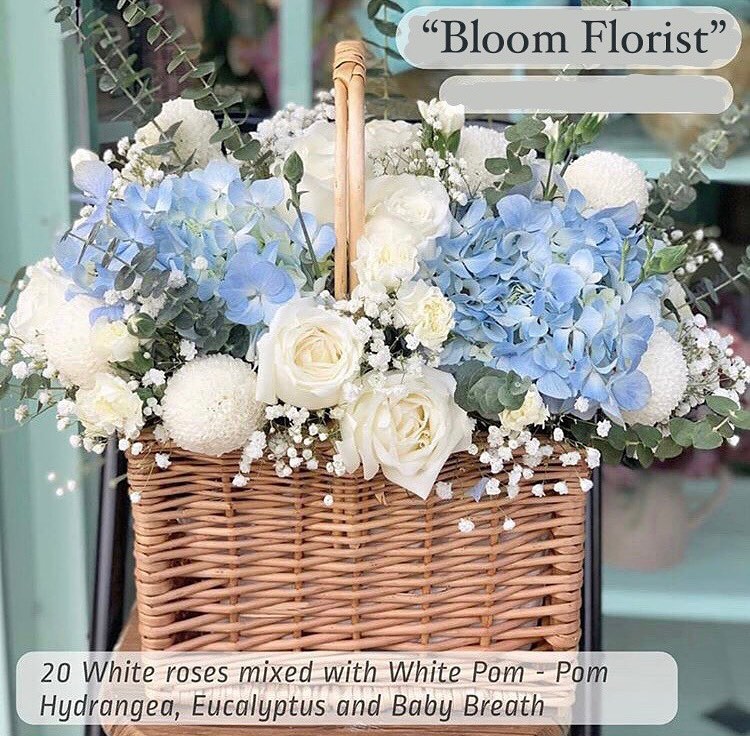 “Bloom Florist”
20 White roses mixed with White Pom - Pom
Hydrangea, Eucalyptus and Baby Breath